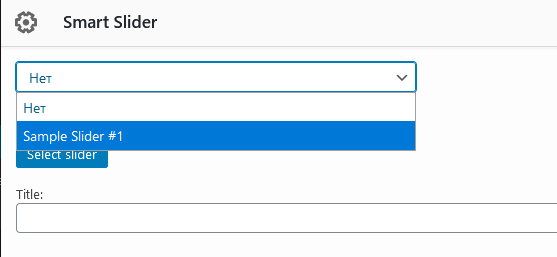 Smart Slider
Нет
Нет
Sample Slider #1
Select slider
Title: